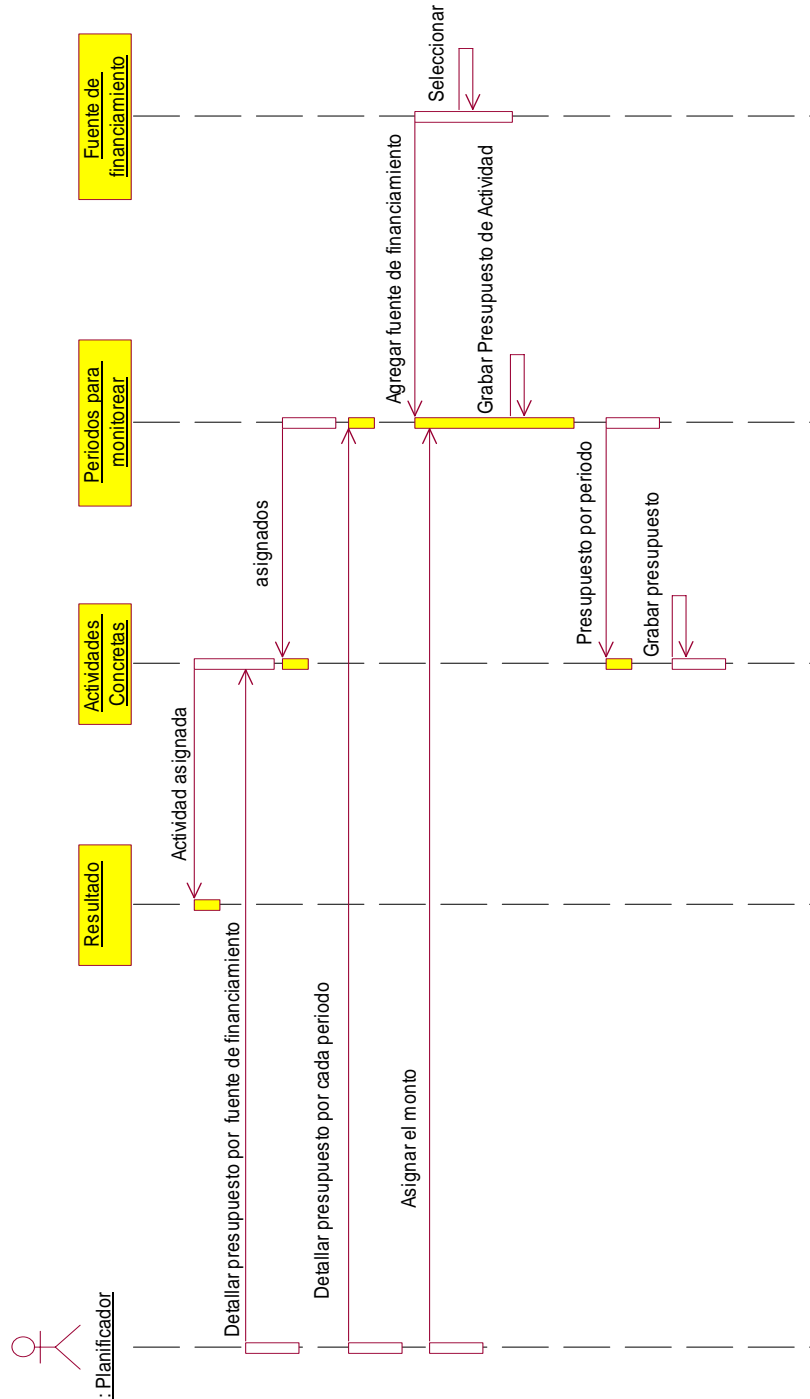 : Planificador
Resultado
Actividades
Concretas
Periodos para
monitorear
Fuente de
financiamiento
Actividad asignada
Detallar presupuesto por fuente de financiamiento
asignados
Detallar presupuesto por cada periodo
Agregar fuente de financiamiento
Asignar el monto
Seleccionar
Grabar Presupuesto de Actividad
Presupuesto por periodo
Grabar presupuesto